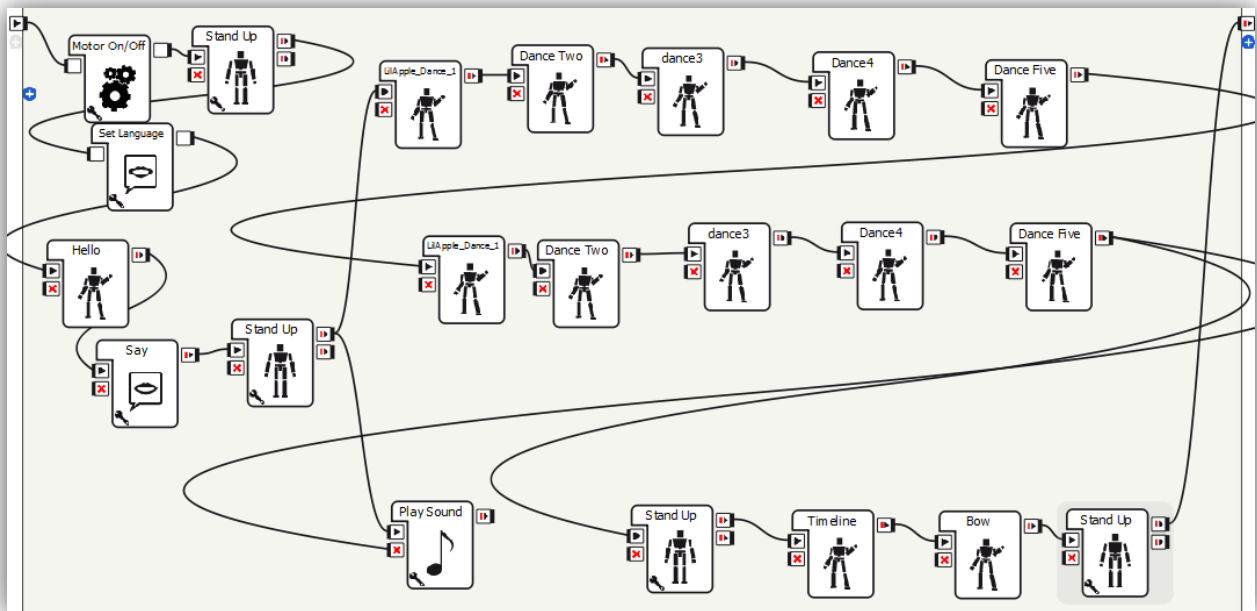 Motor On/Off
Stand Up
Set Language
Hello
Say
Stand Up
LilApple_Dance_1
Dance Two
dance3
Dance4
Dance Five
LilApple_Dance_1
Dance Two
dance3
Dance4
Dance Five
Play Sound
Stand Up
Timeline
Bow
Stand Up